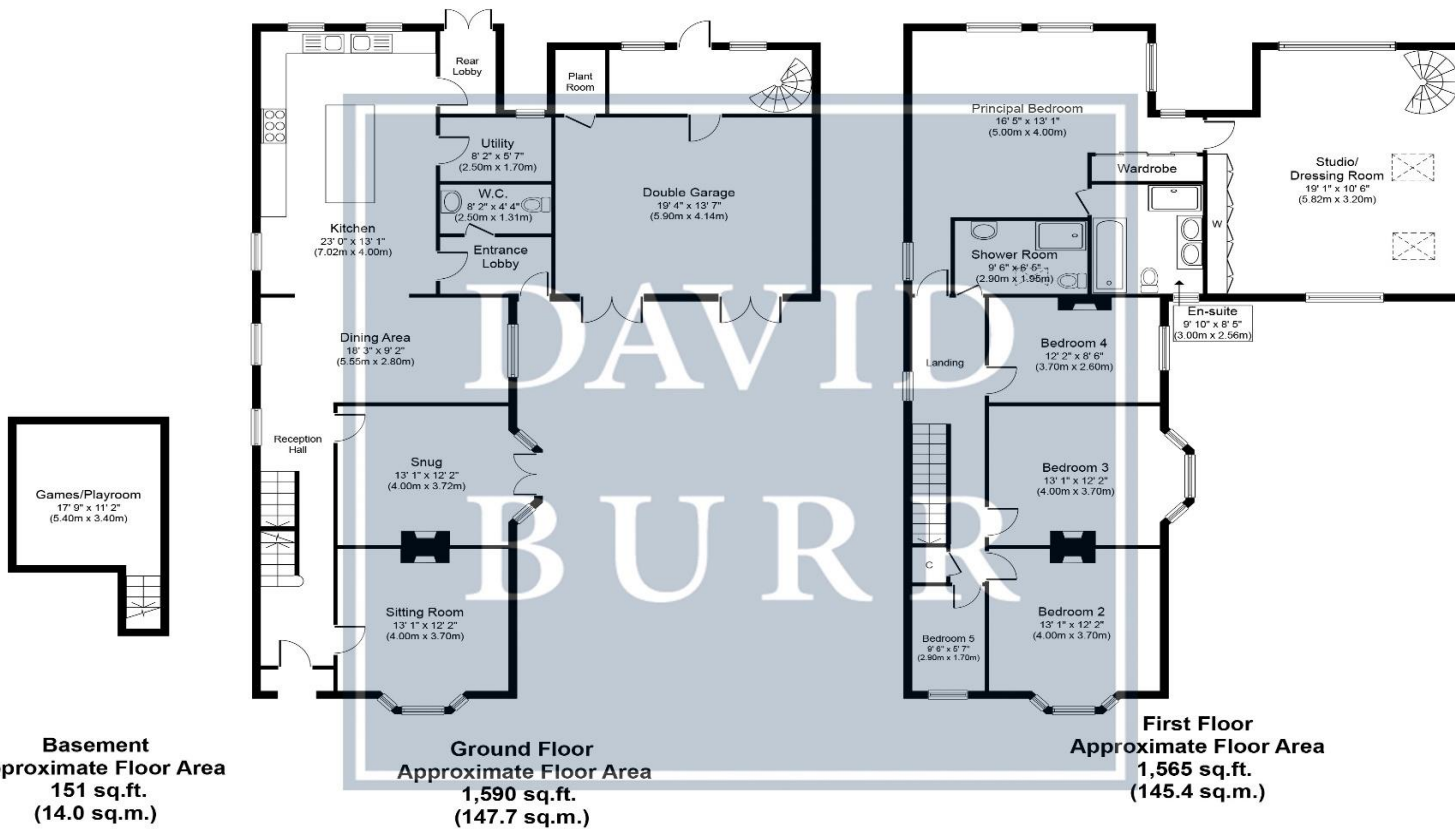 Games/Playroom
17' 9" x 11' 2"
(5.40m x 3.40m)
Basement
proximate Floor Area
151 sq.ft.
(14.0 sq.m.)
Rear
Lobby
Plant
Room
Utility
8' 2" x 5' 7"
(2.50m x 1.70m)
W.C.
8' 2" x 4' 4"
(2.50m x 1.31m)
Double Garage
19' 4" x 13' 7"
(5.90m x 4.14m)
Kitchen
23' 0" x 13' 1"
(7.02m x 4.00m)
Entrance
Lobby
Dining Area
18' 3" x 9' 2"
(5.55m x 2.80m)
Reception
Hall
Snug
13' 1" x 12' 2"
(4.00m x 3.72m)
Sitting Room
13' 1" x 12' 2"
(4.00m x 3.70m)
Ground Floor
Approximate Floor Area
1,590 sq.ft.
(147.7 sq.m.)
DAVID
BURR
Principal Bedroom
16' 5" x 13' 1"
(5.00m x 4.00m)
Wardrobe
Studio/
Dressing Room
19' 1" x 10' 6"
(5.82m x 3.20m)
W
Shower Room
9' 6" x 6' 5"
(2.90m x 1.95m)
En-suite
9' 10" x 8' 5"
(3.00m x 2.56m)
Landing
Bedroom 4
12' 2" x 8' 6"
(3.70m x 2.60m)
Bedroom 3
13' 1" x 12' 2"
(4.00m x 3.70m)
C
Bedroom 2
13' 1" x 12' 2"
(4.00m x 3.70m)
Bedroom 5
9' 6" x 5' 7"
(2.90m x 1.70m)
First Floor
Approximate Floor Area
1,565 sq.ft.
(145.4 sq.m.)